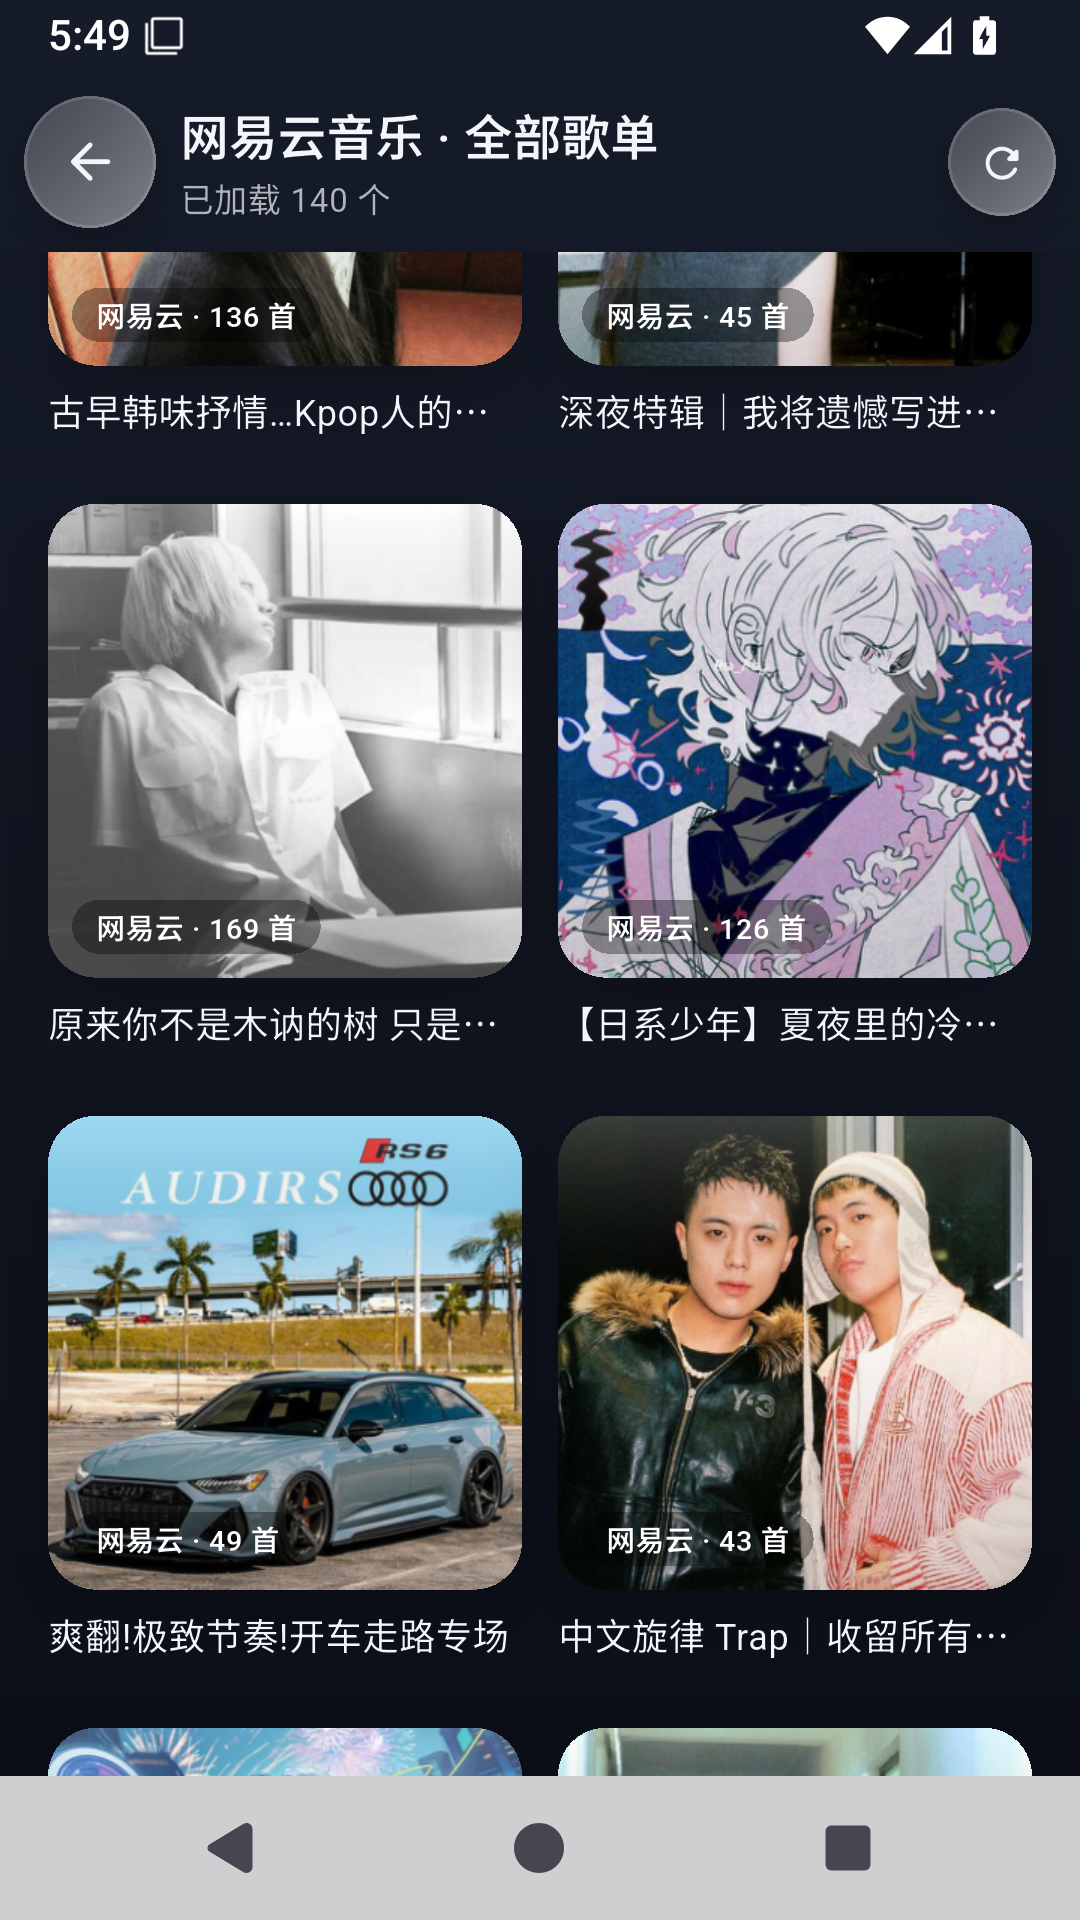 5:49
网易云音乐 · 全部歌单
已加载 140 个
网易云 · 136 首
网易云 · 45 首
古早韩味抒情...Kpop人的…
深夜特辑｜我将遗憾写进…
网易云 · 169 首
网易云 · 126 首
原来你不是木讷的树 只是…
【日系少年】夏夜里的冷…
RS6
AUDIRS
Y-3
网易云 · 49 首
网易云 · 43 首
爽翻!极致节奏!开车走路专场
中文旋律 Trap｜收留所有…